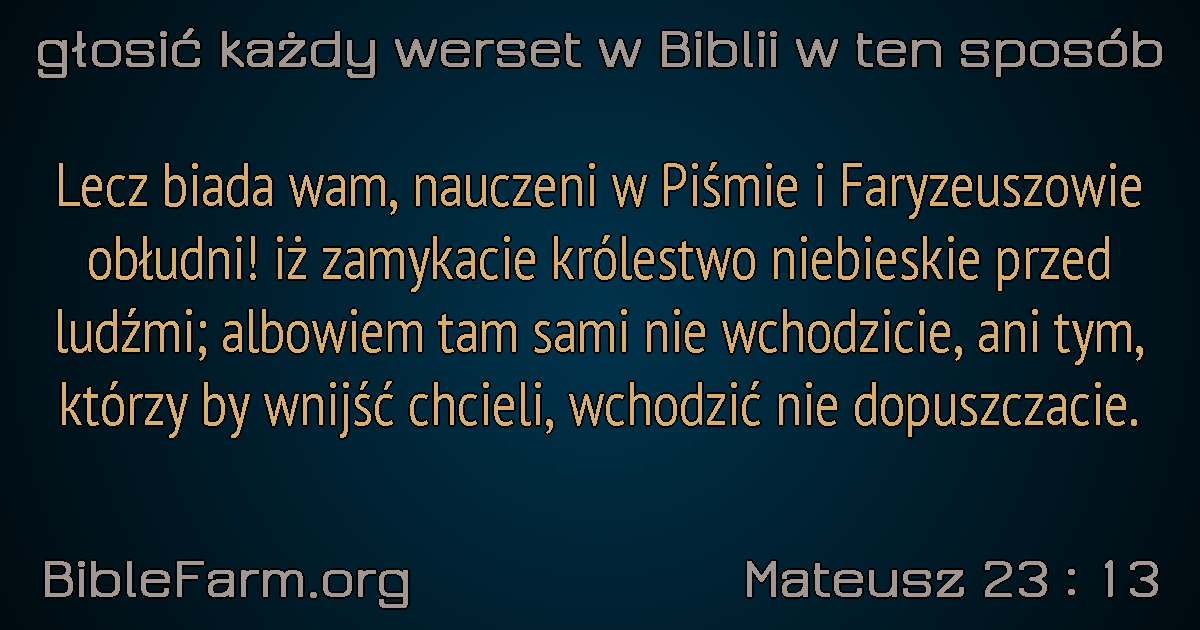 głosić każdy werset w Biblii w ten sposób
Lecz biada wam, nauczeni w Piśmie i Faryzeuszowie
obłudni! iż zamykacie królestwo niebieskie przed
ludźmi; albowiem tam sami nie wchodzicie, ani tym,
którzy by wnijść chcieli, wchodzić nie dopuszczacie.
BibleFarm.org
Mateusz 23 : 13